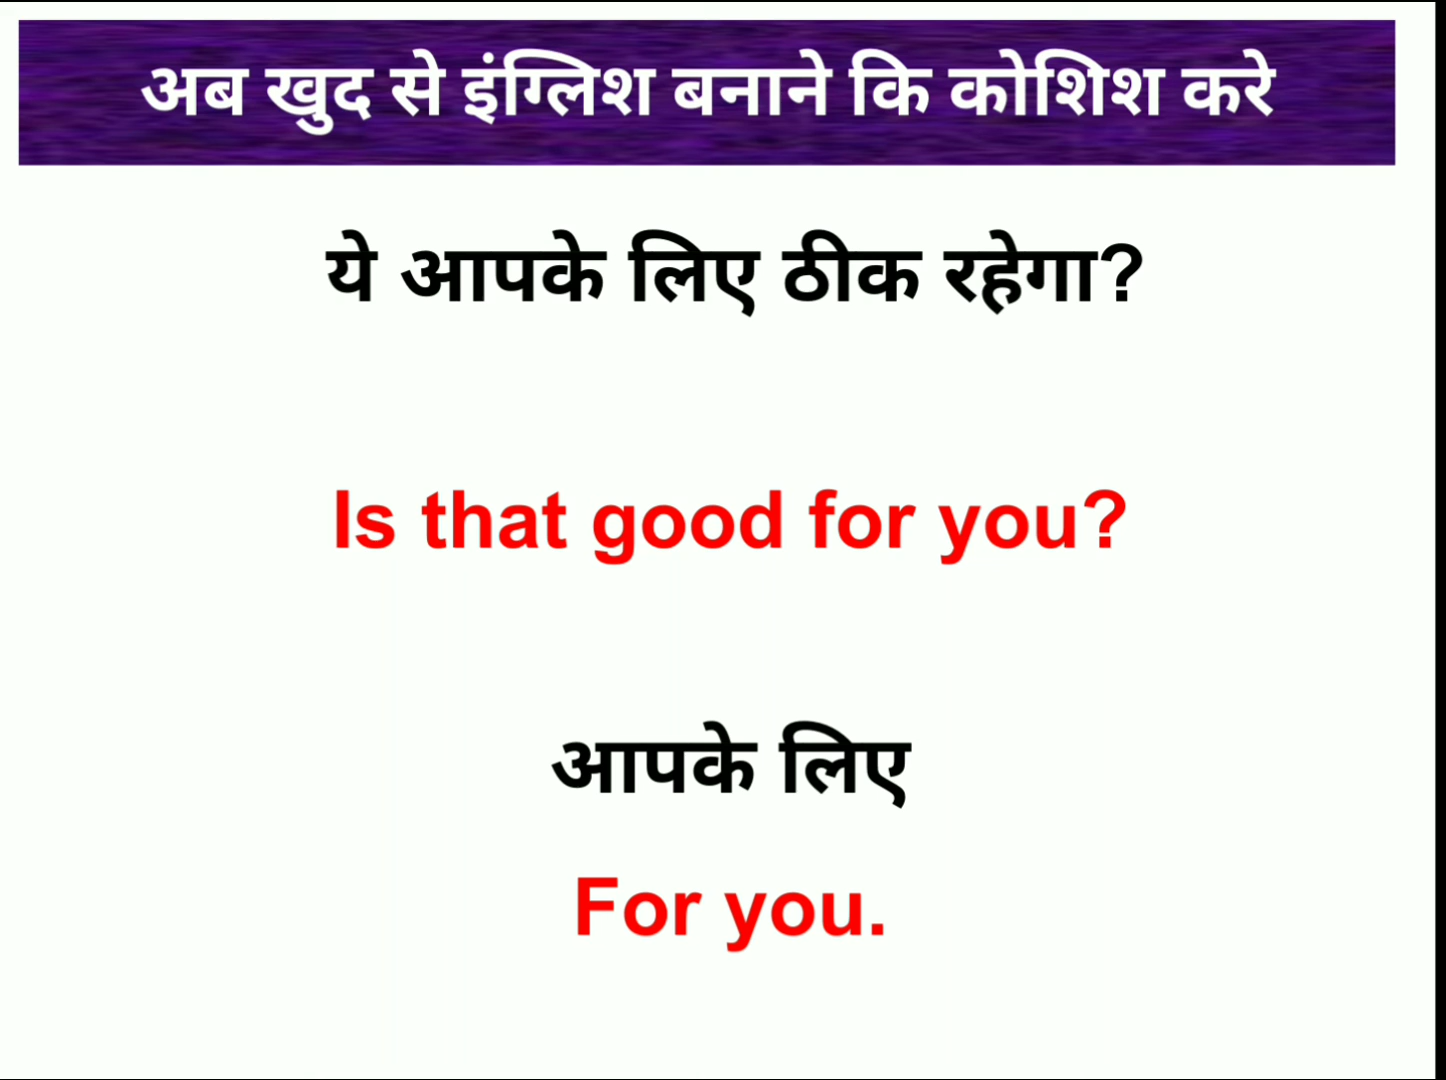 अब खुद से इंग्लिश बनाने कि कोशिश करे
ये आपके लिए ठीक रहेगा?
Is that good for you?
आपके लिए
For you.